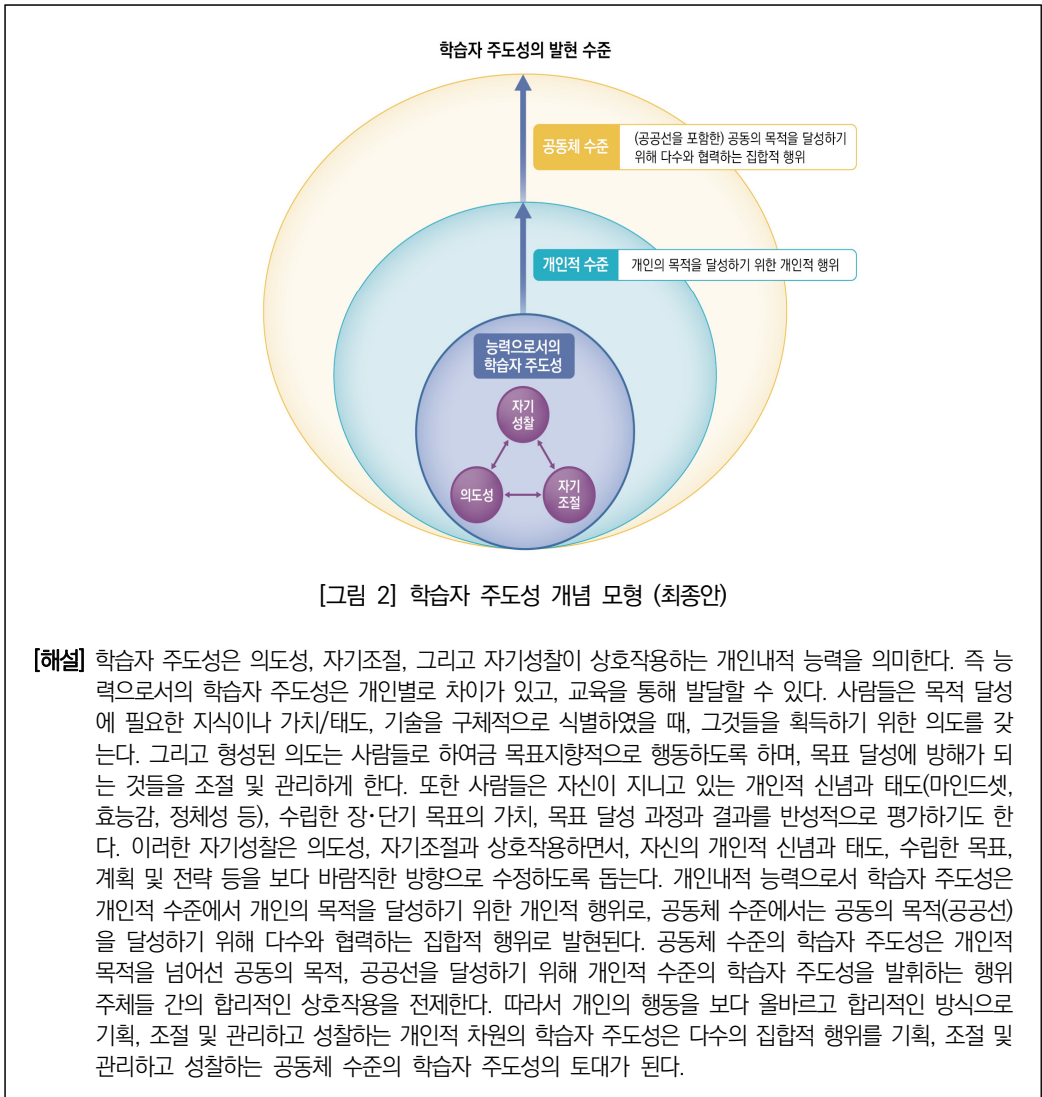 학습자 주도성의 발현 수준
공동체 수준
(공공선을 포함한) 공동의 목적을 달성하기
위해 다수와 협력하는 집합적 행위
개인적 수준
개인의 목적을 달성하기 위한 개인적 행위
능력으로서의
학습자 주도성
자기
성찰
의도성
자기
조절
[그림 2] 학습자 주도성 개념 모형 (최종안)
[해설] 학습자 주도성은 의도성, 자기조절, 그리고 자기성찰이 상호작용하는 개인내적 능력을 의미한다. 즉 능
력으로서의 학습자 주도성은 개인별로 차이가 있고, 교육을 통해 발달할 수 있다. 사람들은 목적 달성
에 필요한 지식이나 가치/태도, 기술을 구체적으로 식별하였을 때, 그것들을 획득하기 위한 의도를 갖
는다. 그리고 형성된 의도는 사람들로 하여금 목표지향적으로 행동하도록 하며, 목표 달성에 방해가 되
는 것들을 조절 및 관리하게 한다. 또한 사람들은 자신이 지니고 있는 개인적 신념과 태도(마인드셋,
효능감, 정체성 등), 수립한 장·단기 목표의 가치, 목표 달성 과정과 결과를 반성적으로 평가하기도 한
다. 이러한 자기성찰은 의도성, 자기조절과 상호작용하면서, 자신의 개인적 신념과 태도, 수립한 목표,
계획 및 전략 등을 보다 바람직한 방향으로 수정하도록 돕는다. 개인내적 능력으로서 학습자 주도성은
개인적 수준에서 개인의 목적을 달성하기 위한 개인적 행위로, 공동체 수준에서는 공동의 목적(공공선)
을 달성하기 위해 다수와 협력하는 집합적 행위로 발현된다. 공동체 수준의 학습자 주도성은 개인적
목적을 넘어선 공동의 목적, 공공선을 달성하기 위해 개인적 수준의 학습자 주도성을 발휘하는 행위
주체들 간의 합리적인 상호작용을 전제한다. 따라서 개인의 행동을 보다 올바르고 합리적인 방식으로
기획, 조절 및 관리하고 성찰하는 개인적 차원의 학습자 주도성은 다수의 집합적 행위를 기획, 조절 및
관리하고 성찰하는 공동체 수준의 학습자 주도성의 토대가 된다.